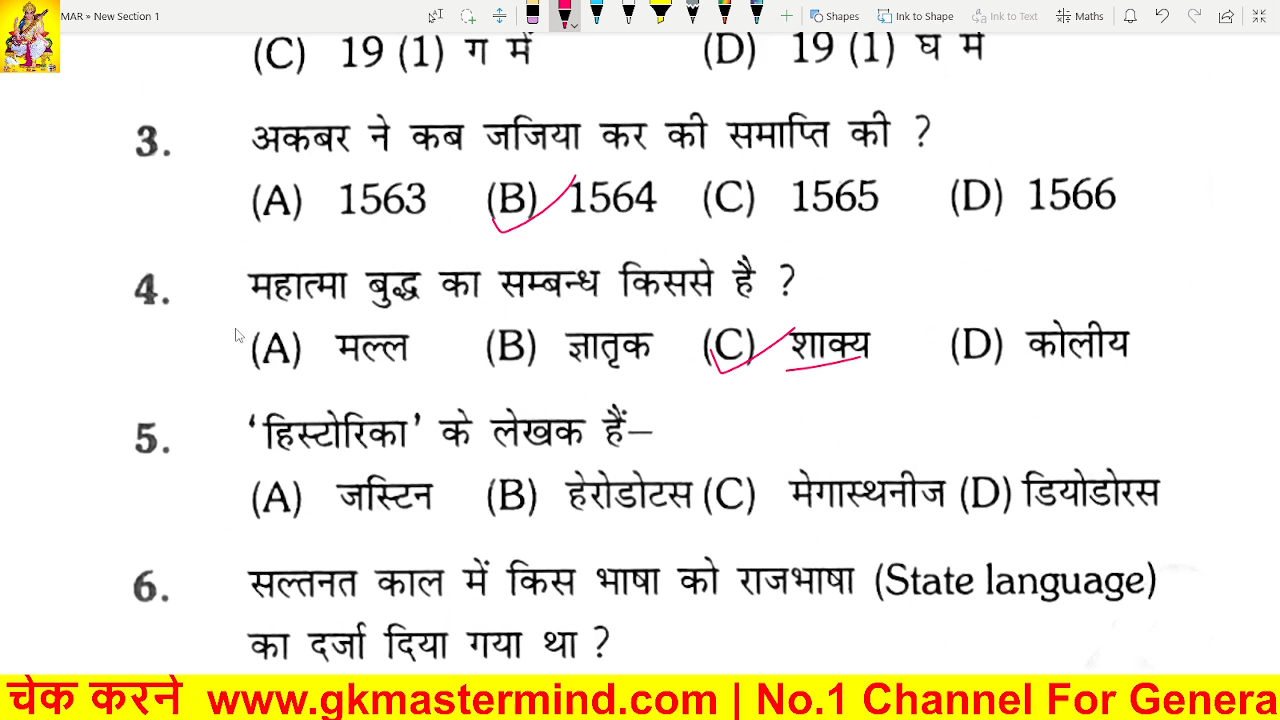 MAR » New Section 1
Shapes Ink to Shape Ink to Text Maths
(C) 19 (1) ग में (D) 19 (1) घ में
3. अकबर ने कब जजिया कर की समाप्ति की ?
(A) 1563 (B) 1564 (C) 1565 (D) 1566
4. महात्मा बुद्ध का सम्बन्ध किससे है ?
(A) मल्ल (B) ज्ञातृक (C) शाक्य (D) कोलीय
5. ‘हिस्टोरिका’ के लेखक हैं—
(A) जस्टिन (B) हेरोडोटस (C) मेगास्थनीज (D) डियोडोरस
6. सल्तनत काल में किस भाषा को राजभाषा (State language)
का दर्जा दिया गया था ?
चेक करने www.gkmastermind.com | No.1 Channel For Genera